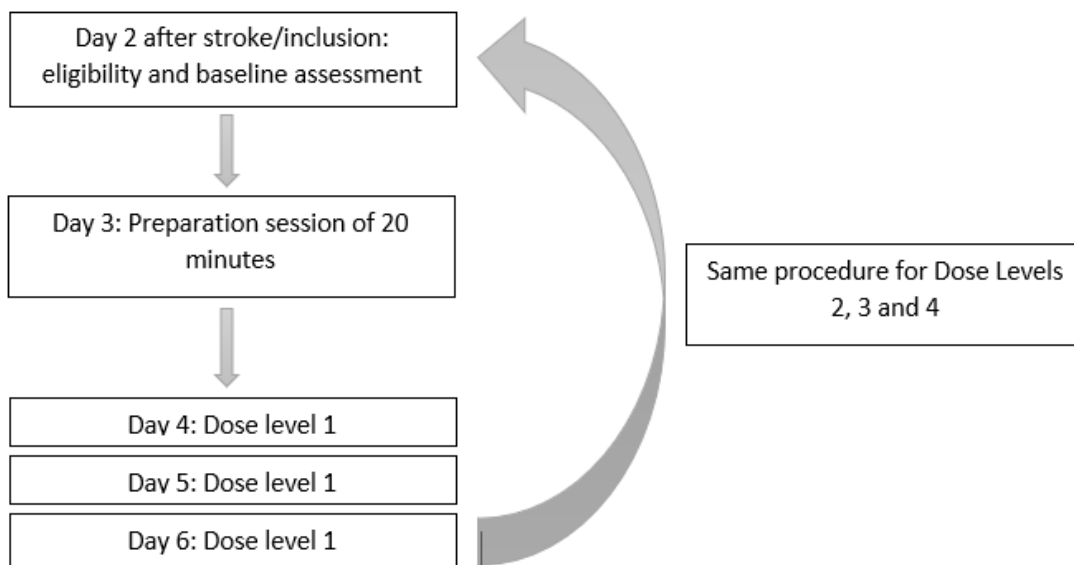 Day 2 after stroke/inclusion:
eligibility and baseline assessment
Day 3: Preparation session of 20
minutes
Same procedure for Dose Levels
2, 3 and 4
Day 4: Dose level 1
Day 5: Dose level 1
Day 6: Dose level 1